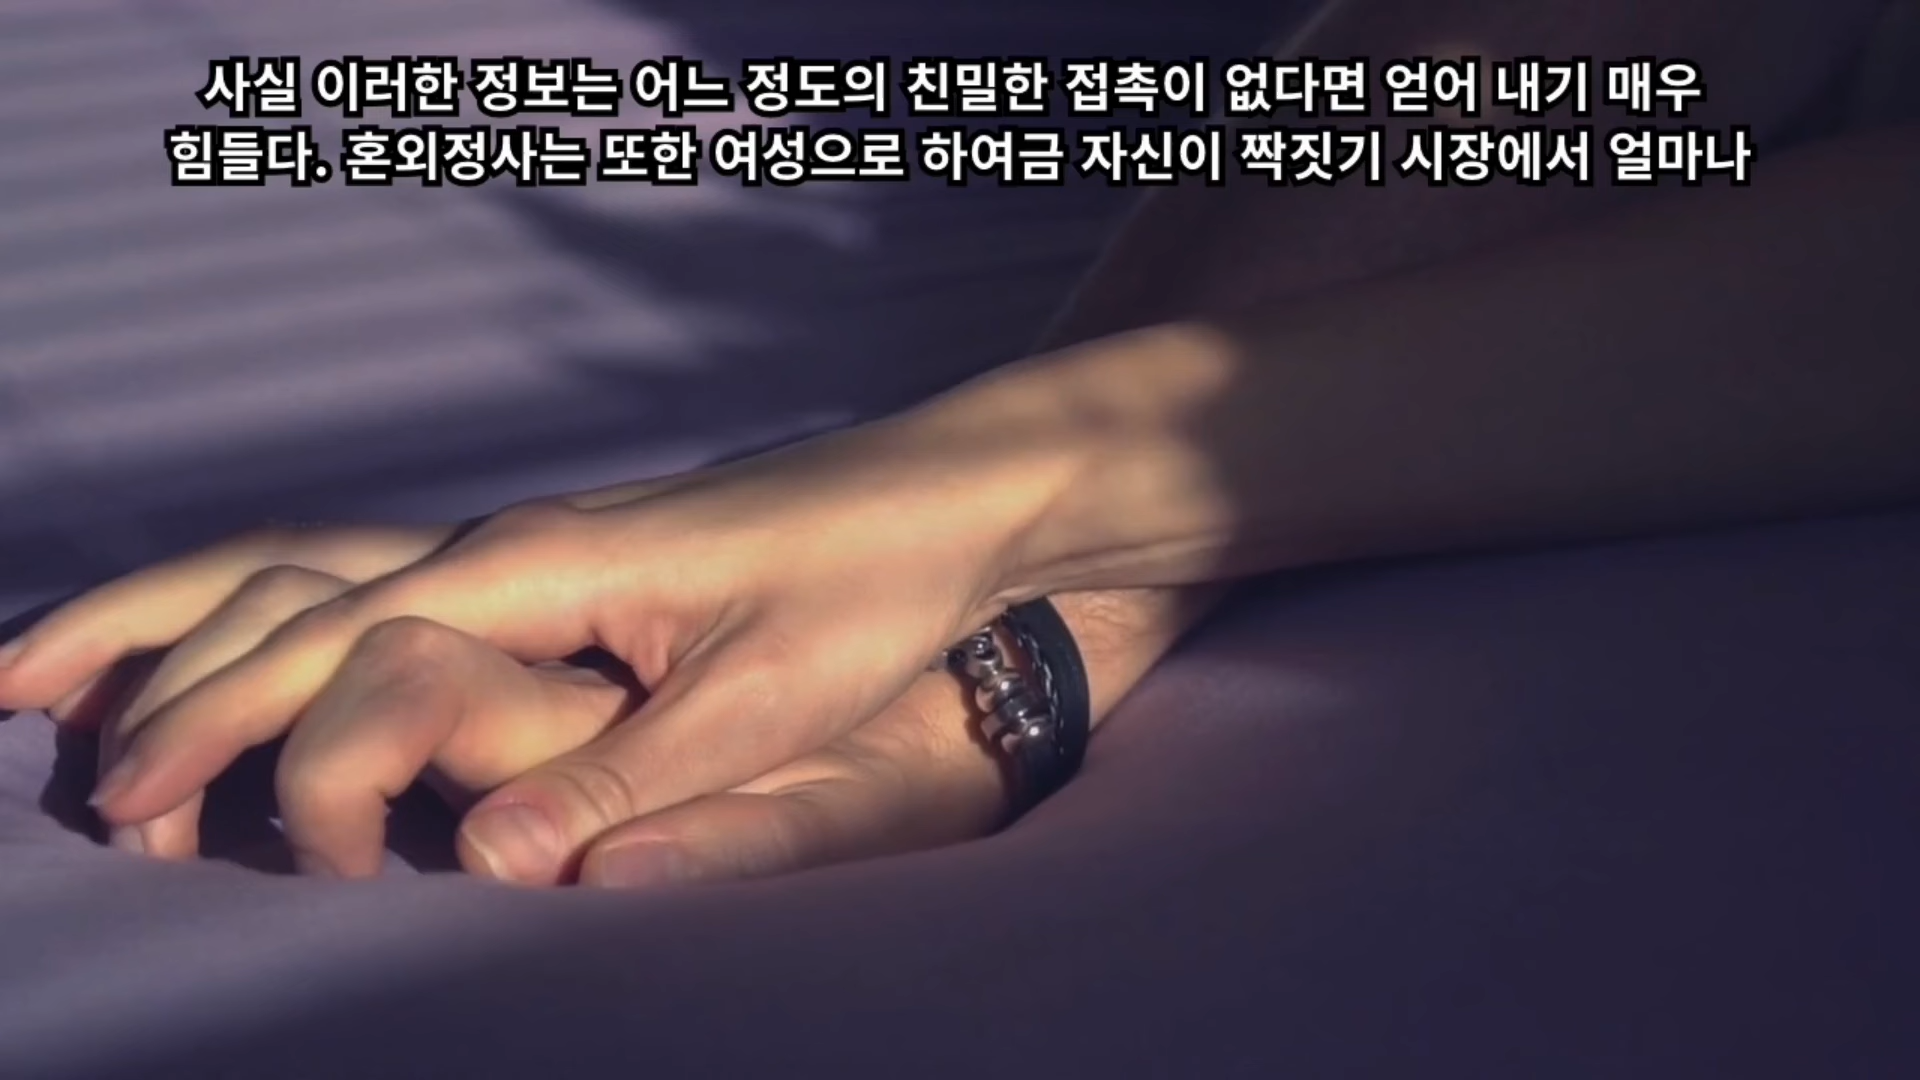 사실 이러한 정보는 어느 정도의 친밀한 접촉이 없다면 얻어 내기 매우
힘들다. 혼외정사는 또한 여성으로 하여금 자신이 짝짓기 시장에서 얼마나